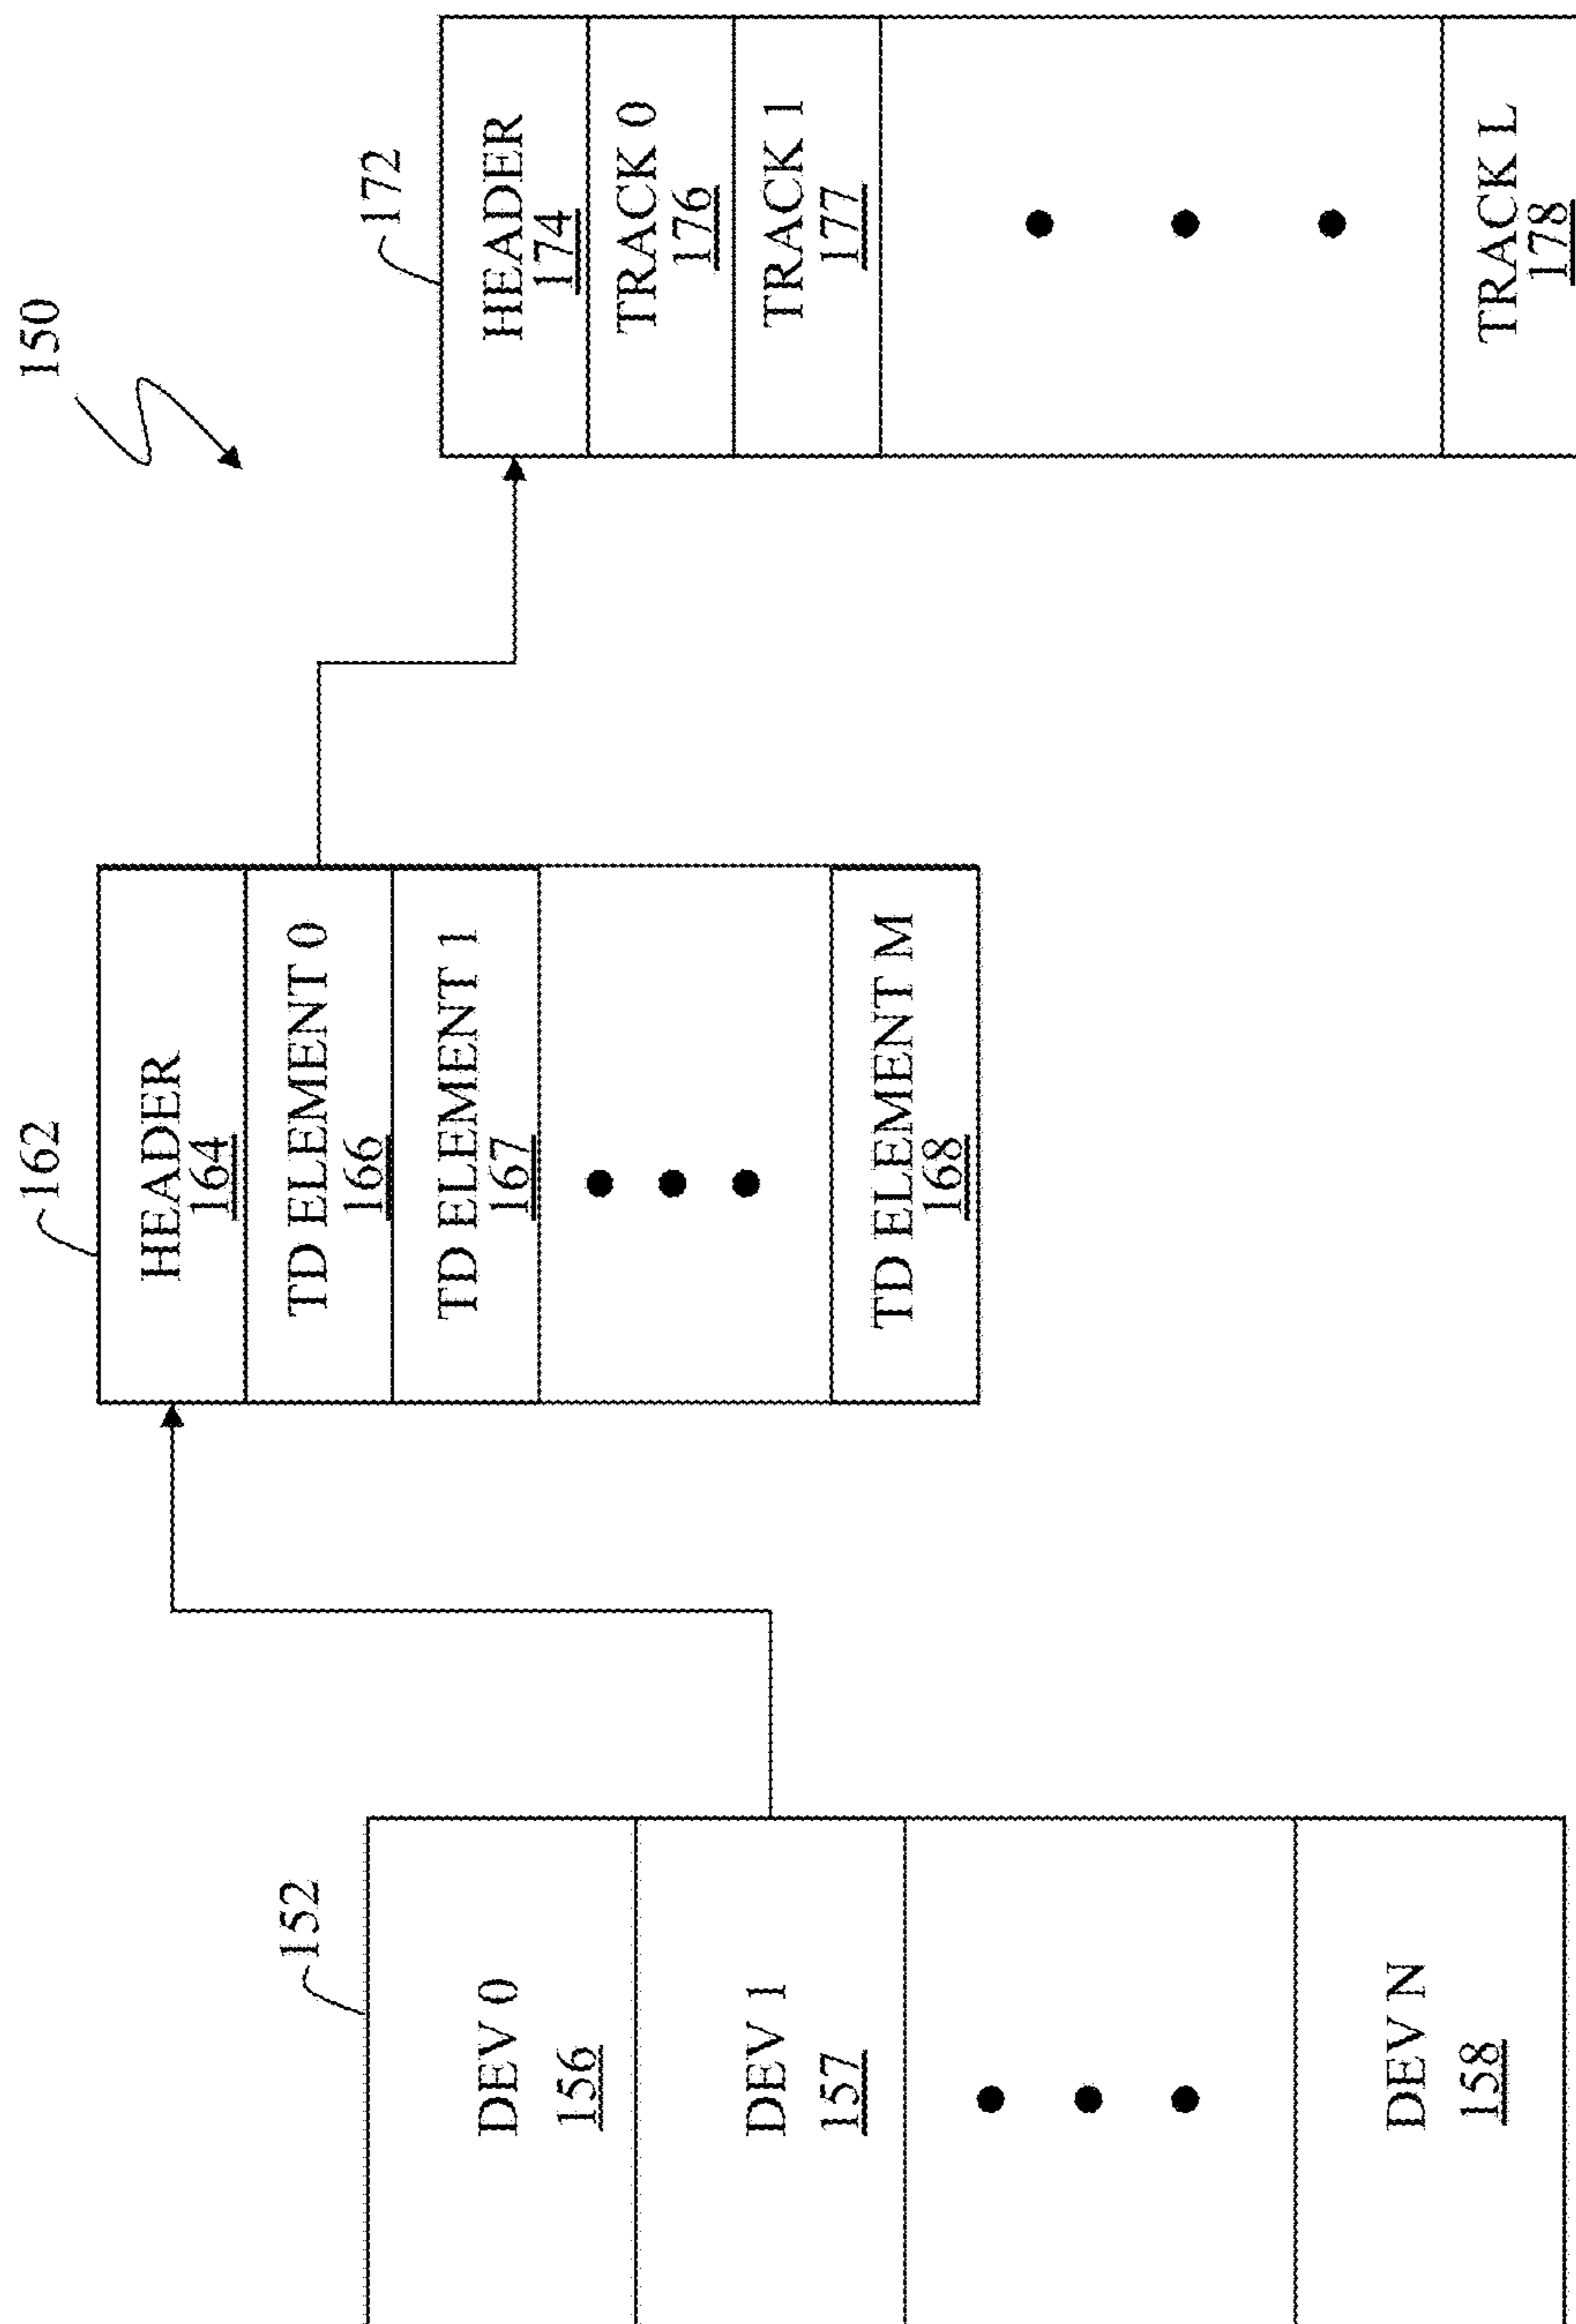 150
152
DEV 0
156
DEV 1
157
DEV N
158
162
HEADER
164
TD ELEMENT 0
166
TD ELEMENT 1
167
TD ELEMENT M
168
172
HEADER
174
TRACK 0
176
TRACK 1
177
TRACK L
178